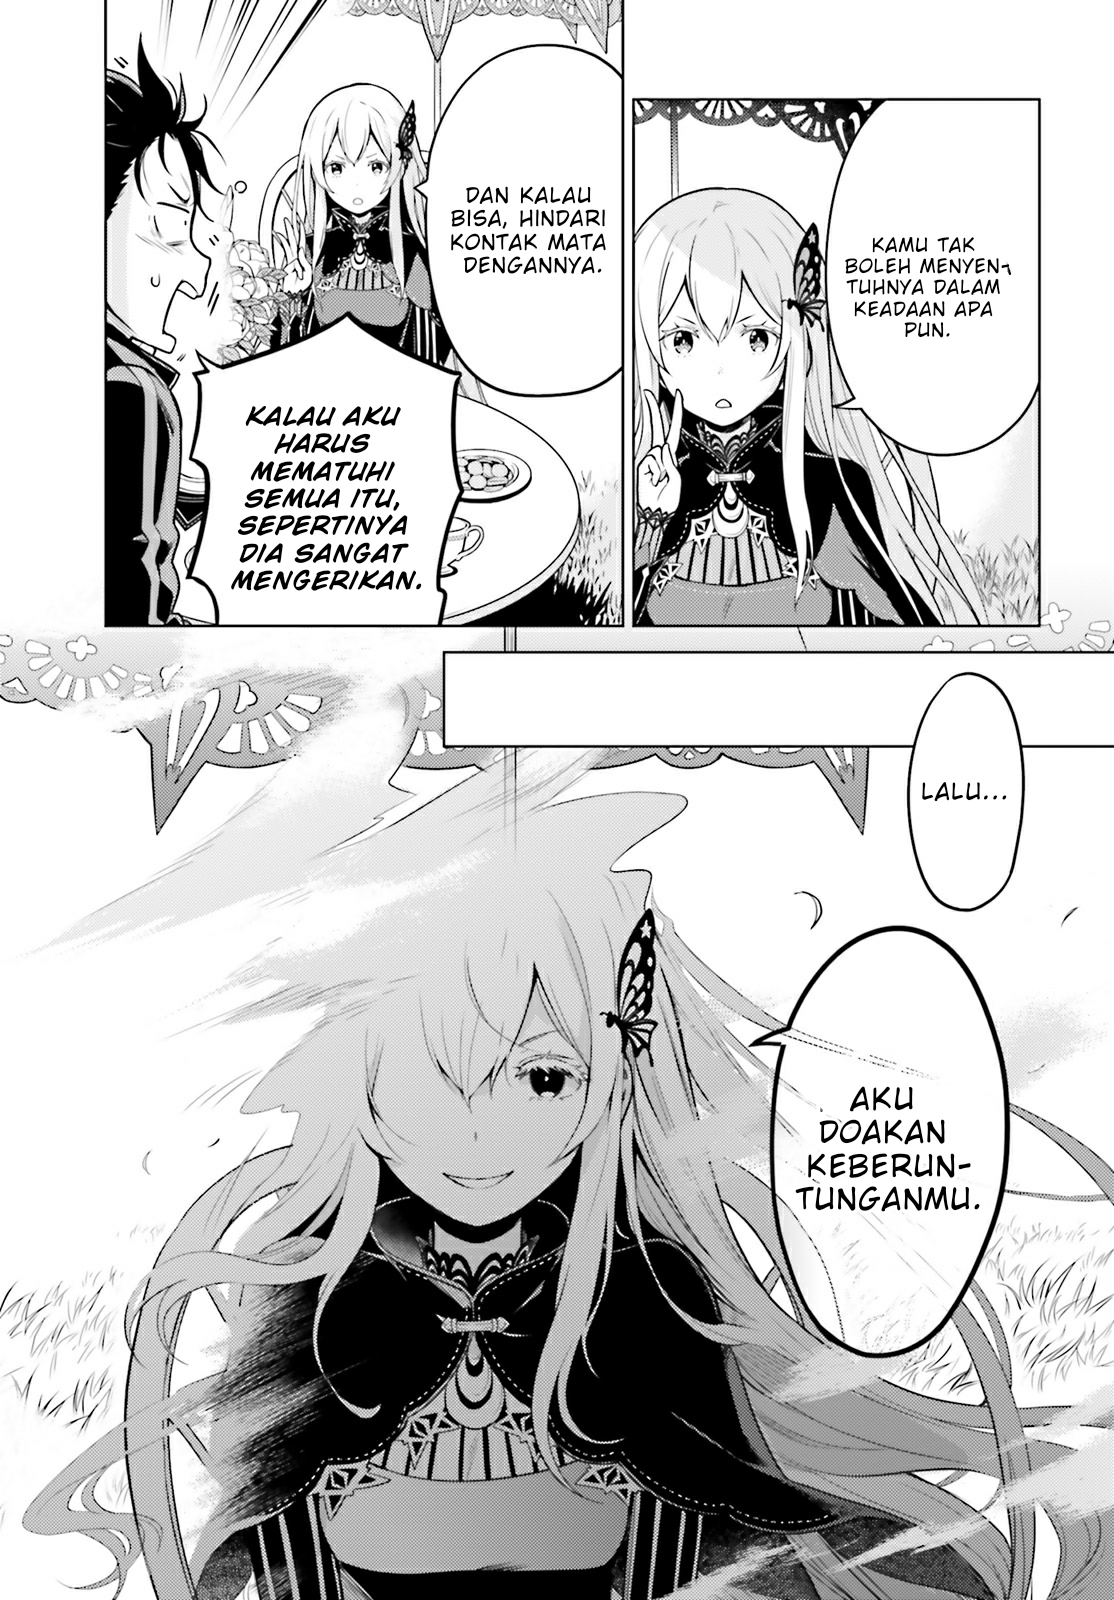 KAMU TAK
BOLEH MENYEN-
TUHNYA DALAM
KEADAAN APA
PUN.
DAN KALAU
BISA, HINDARI
KONTAK MATA
DENGANNYA.
KALAU AKU
HARUS
MEMATUHI
SEMUA ITU,
SEPERTINYA
DIA SANGAT
MENGERIKAN.
LALU...
AKU
DOAKAN
KEBERUN-
TUNGANMU.